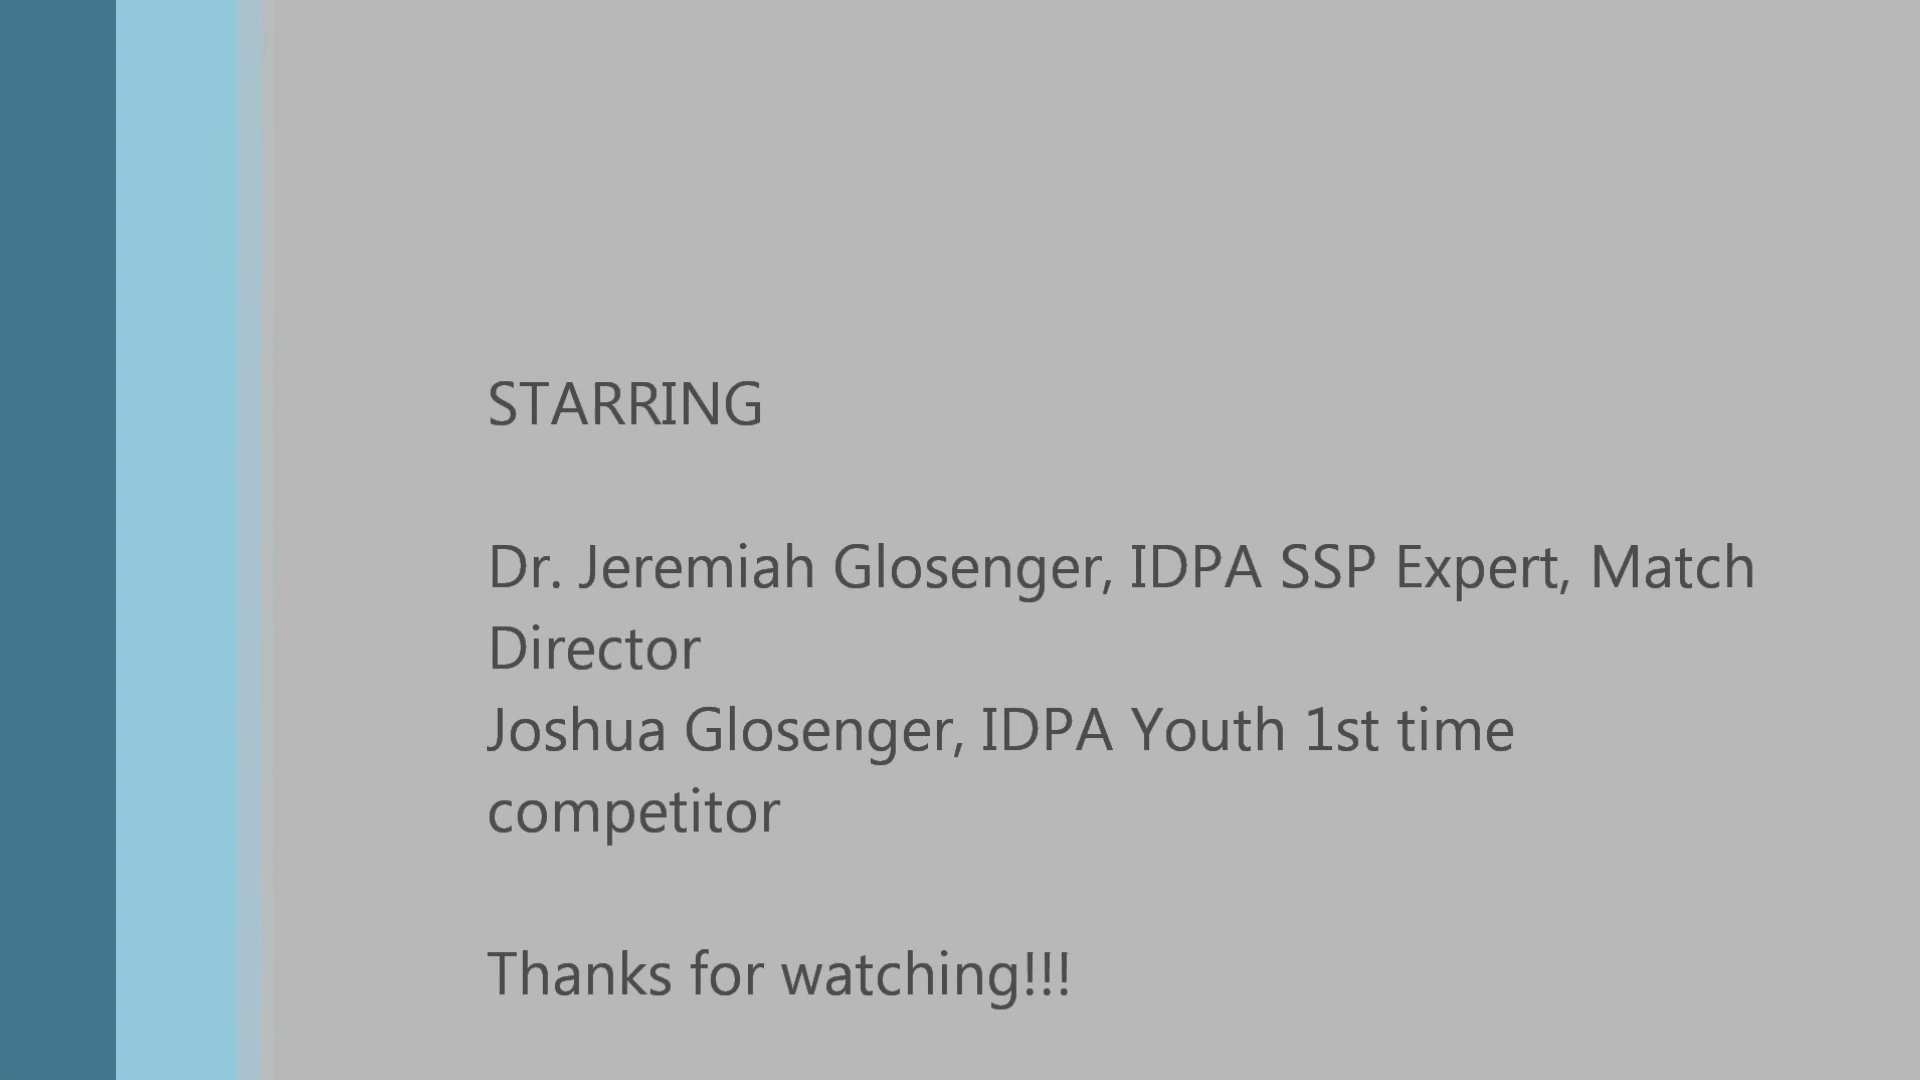 STARRING
Dr. Jeremiah Glosenger, IDPA SSP Expert, Match
Director
Joshua Glosenger, IDPA Youth 1st time
competitor
Thanks for watching!!!